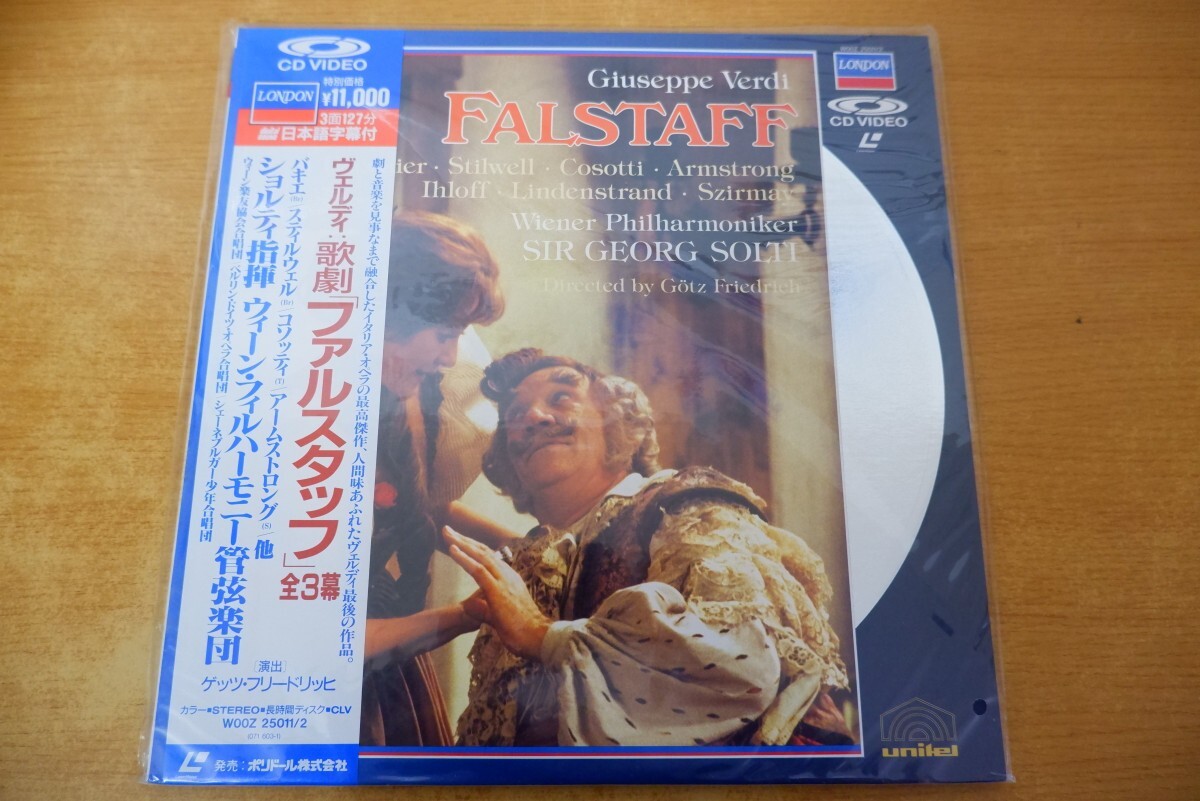 CD VIDEO
LONDON
特別価格
¥11,000
3面127分
日本語字幕付
劇と音楽を見事なまで融合したイタリア・オペラの最高傑作、人間味あふれたヴェルディ最後の作品。
ヴェルディ:歌劇「ファルスタッフ」全3幕
バキエ(Br) スティルウェル(Br)/コソッティ(T)/アームストロング(S)/他
ショルティ指揮 ウィーン・フィルハーモニー管弦楽団
ウィーン楽友協会合唱団 ベルリン・ドイツ・オペラ合唱団 シェーネブルガー少年合唱団
[演出]
ゲッツ・フリードリッヒ
カラー■STEREO■長時間ディスク■CLV
WOOZ 25011/2
(071 603-1)
発売:ポリドール株式会社
Giuseppe Verdi
FALSTAFF
ier · Stilwell · Cosotti · Armstrong
Ihloff · Lindenstrand · Szirmay
Wiener Philharmoniker
SIR GEORG SOLTI
Directed by Götz Friedrich
LONDON
CD VIDEO
unitel